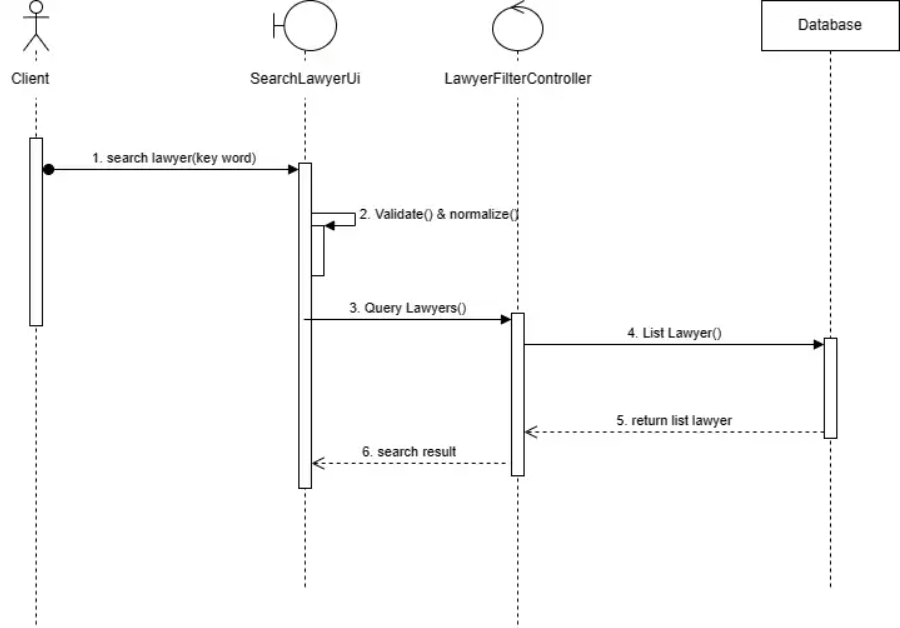 Client
SearchLawyerUi
LawyerFilterController
Database
1. search lawyer(key word)
2. Validate() & normalize()
3. Query Lawyers()
4. List Lawyer()
5. return list lawyer
6. search result